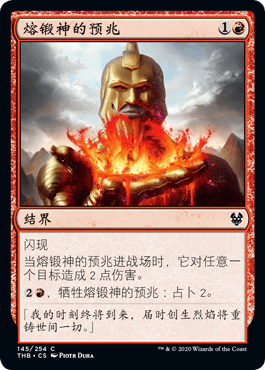 熔锻神的预兆 1
结界
闪现
当熔锻神的预兆进战场时，它对任意一
个目标造成2点伤害。
2，牺牲熔锻神的预兆：占卜2。
「我的时刻终将到来，届时创生烈焰将重
铸世间一切。」
145/254 C
THB • CS Piotr Dura
™ & © 2020 Wizards of the Coast